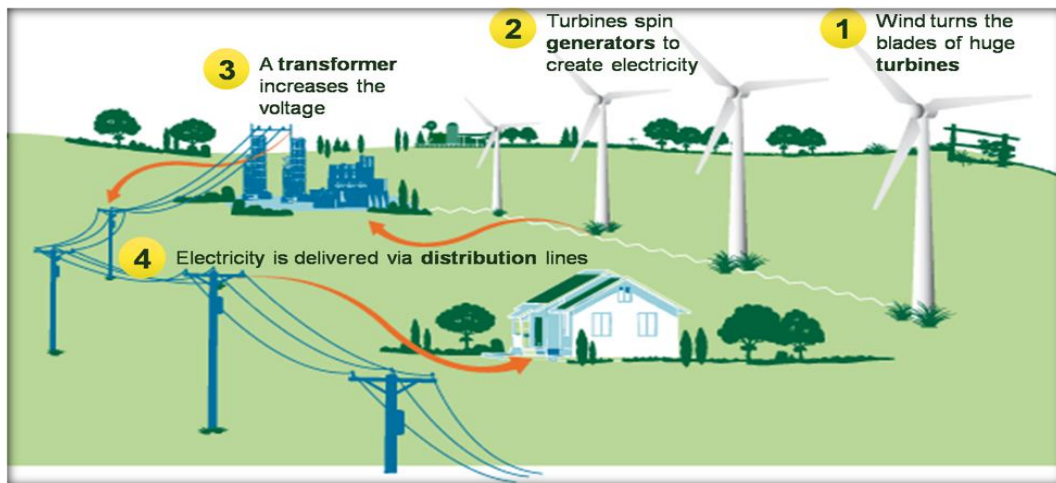 1
Wind turns the
blades of huge
turbines
2
Turbines spin
generators to
create electricity
3
A transformer
increases the
voltage
4
Electricity is delivered via distribution lines